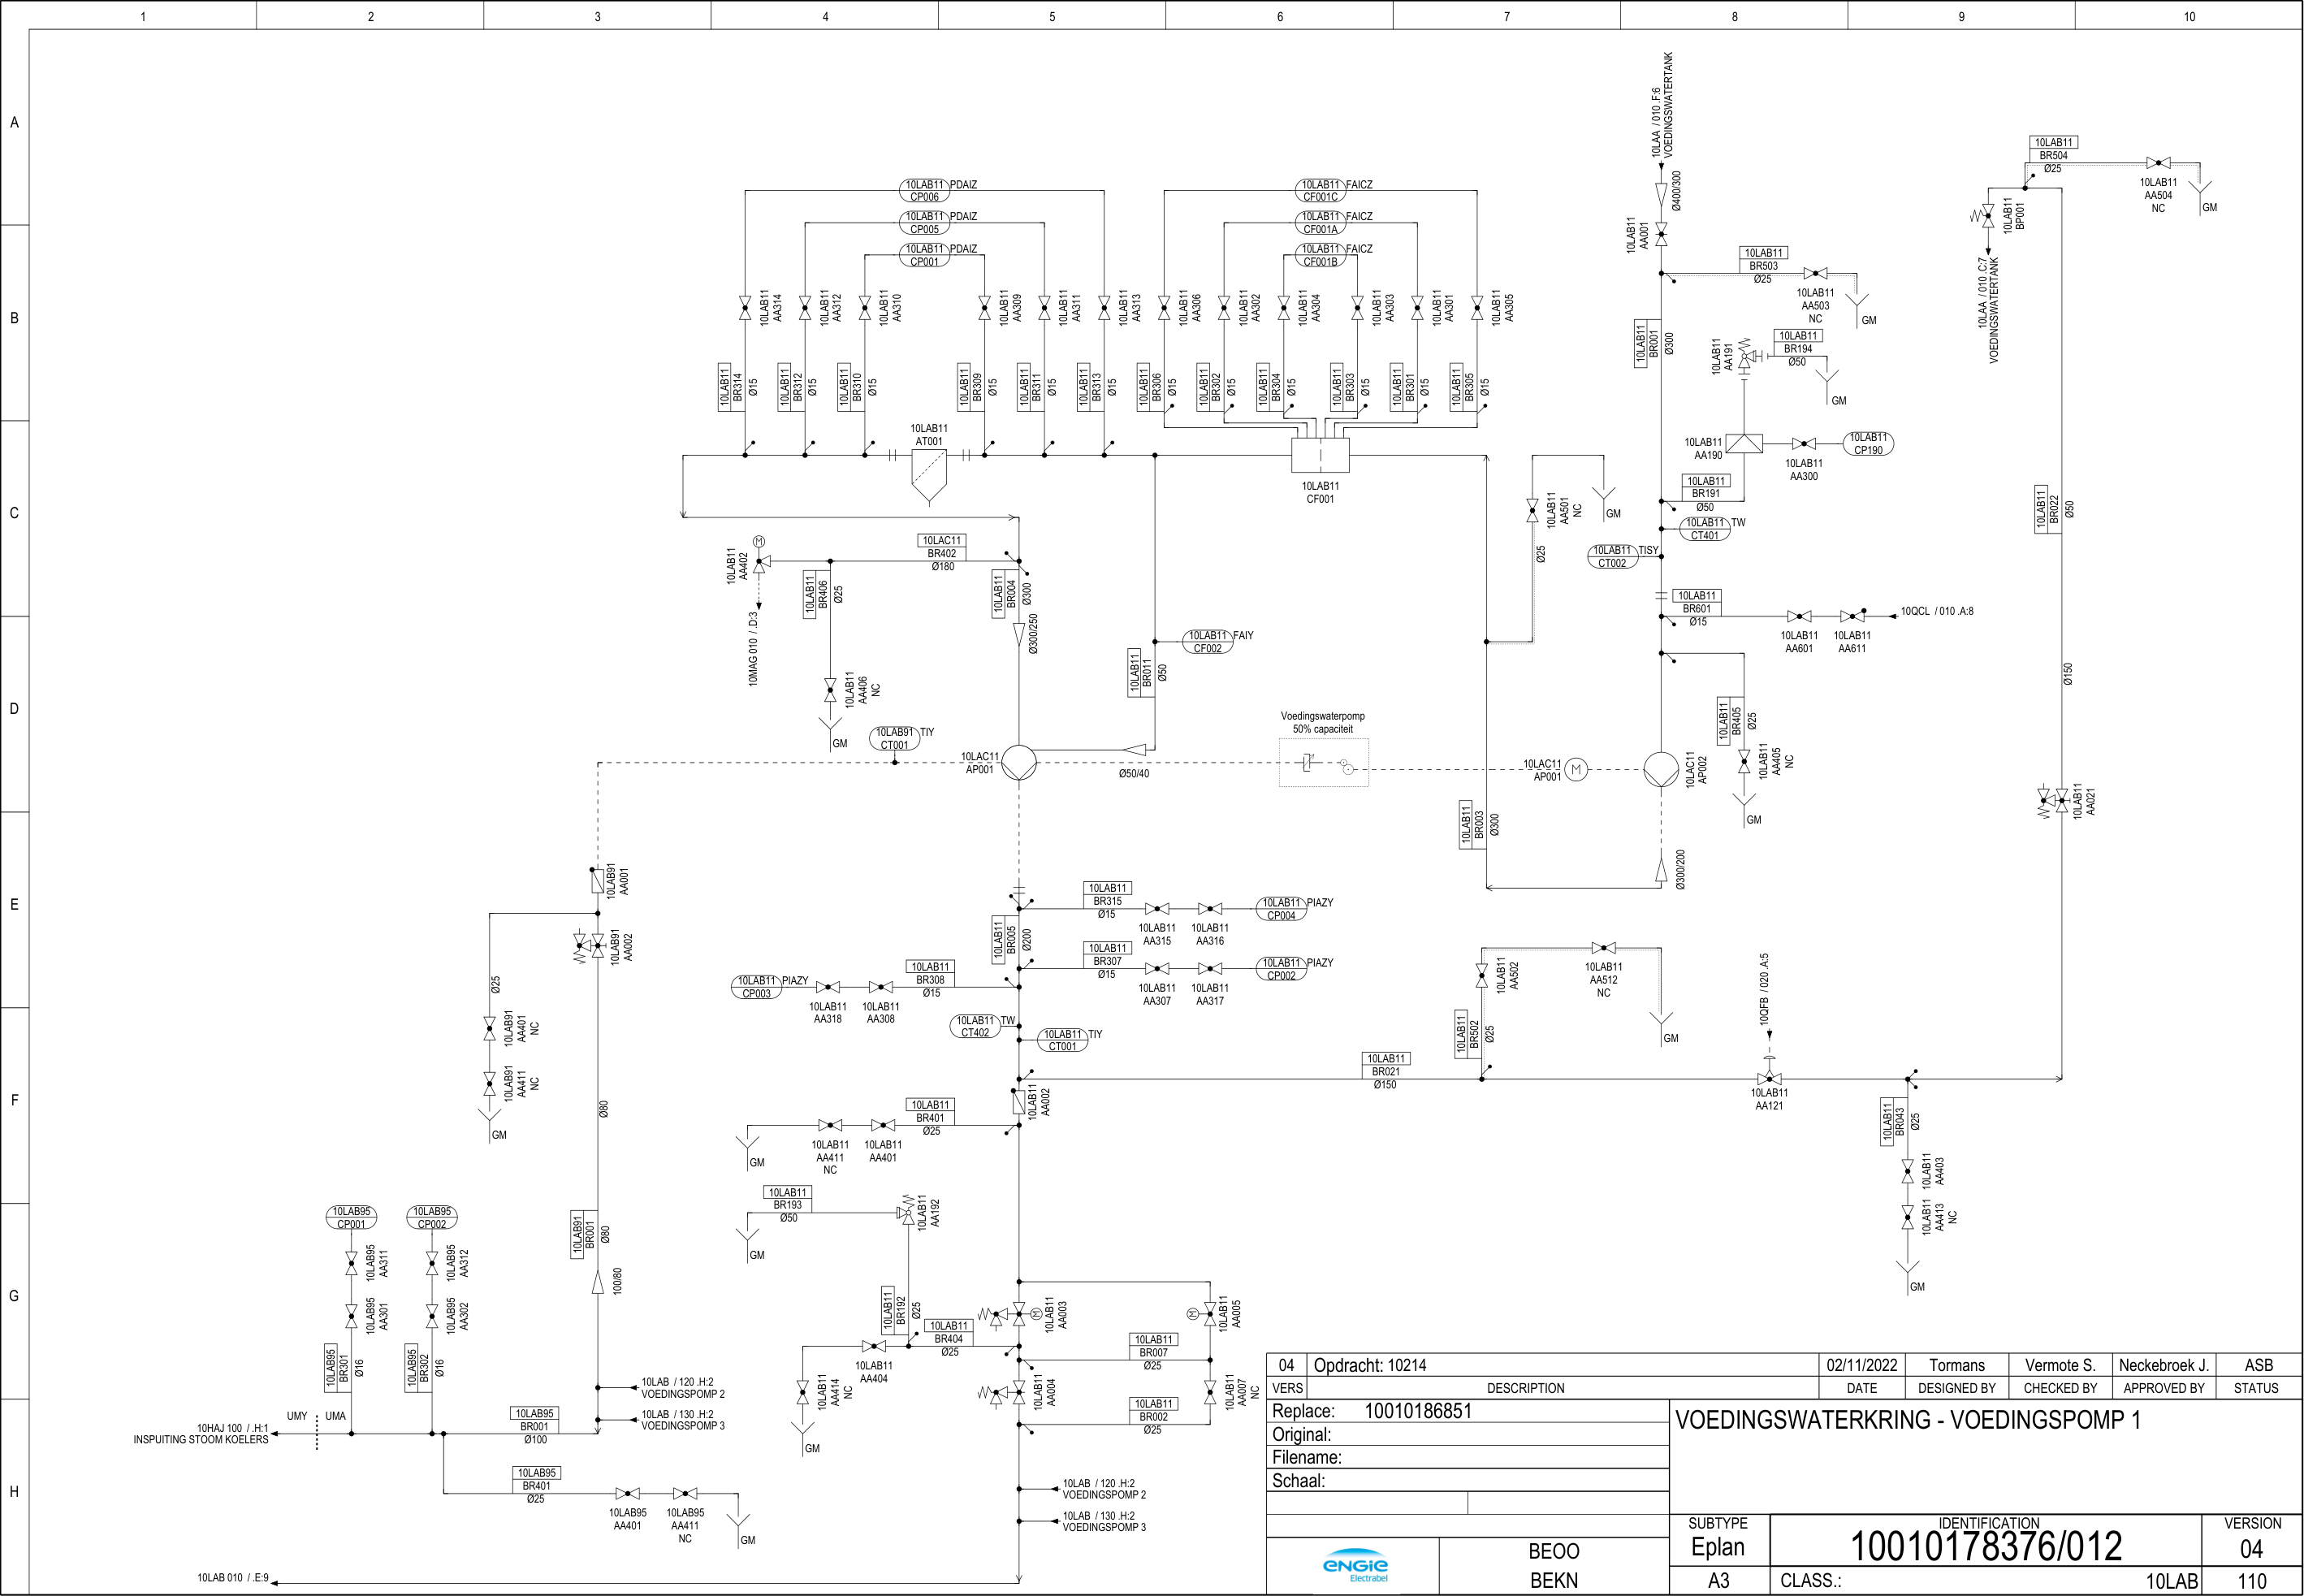 1 2 3 4 5 6 7 8 9 10
A
B
C
D
E
F
G
H
10LAA / 010 .F:6
VOEDINGSWATERTANK
Ø400/300
10LAB11
AA001
10LAB11
BR504
Ø25
10LAB11
AA504
NC
GM
10LAB11
BP001
10LAA / 010 .C:7
VOEDINGSWATERTANK
10LAB11 PDAIZ
CP006
10LAB11 PDAIZ
CP005
10LAB11 PDAIZ
CP001
10LAB11 FAICZ
CF001C
10LAB11 FAICZ
CF001A
10LAB11 FAICZ
CF001B
10LAB11
AA314
10LAB11
AA312
10LAB11
AA310
10LAB11
AA309
10LAB11
AA311
10LAB11
AA313
10LAB11
AA306
10LAB11
AA302
10LAB11
AA304
10LAB11
AA303
10LAB11
AA301
10LAB11
AA305
10LAB11
BR314
Ø15
10LAB11
BR312
Ø15
10LAB11
BR310
Ø15
10LAB11
BR309
Ø15
10LAB11
BR311
Ø15
10LAB11
BR313
Ø15
10LAB11
BR306
Ø15
10LAB11
BR302
Ø15
10LAB11
BR304
Ø15
10LAB11
BR303
Ø15
10LAB11
BR301
Ø15
10LAB11
BR305
Ø15
10LAB11
BR503
Ø25
10LAB11
AA503
NC
GM
10LAB11
BR001
Ø300
10LAB11
AA191
10LAB11
BR194
Ø50
GM
10LAB11
AT001
10LAB11
CF001
10LAB11
AA190
10LAB11
AA300
10LAB11
CP190
10LAB11
BR191
Ø50
10LAB11 TW
CT401
10LAB11 TISY
CT002
10LAB11
AA501
NC
GM
Ø25
10LAB11
BR022
Ø50
10LAB11
AA402
10LAC11
BR402
Ø180
10LAB11
BR406
Ø25
10LAB11
BR004
Ø300
Ø300/250
10MAG 010 / .D:3
10LAB11
AA406
NC
GM
10LAB11 FAIY
CF002
10LAB11
BR011
Ø50
10LAB11
BR601
Ø15
10LAB11
AA601
10LAB11
AA611
10QCL / 010 .A:8
10LAB91 TIY
CT001
10LAC11
AP001
Ø50/40
Voedingswaterpomp
50% capaciteit
10LAC11
AP001
M
10LAC11
AP002
10LAB11
BR405
Ø25
10LAB11
AA405
NC
GM
Ø150
10LAB11
AA021
10LAB11
BR003
Ø300
Ø300/200
10LAB91
AA001
10LAB91
AA002
Ø25
10LAB91
AA401
NC
10LAB91
AA411
NC
GM
Ø80
10LAB11
BR005
Ø200
10LAB11
BR315
Ø15
10LAB11
AA315
10LAB11
AA316
10LAB11 PIAZY
CP004
10LAB11
BR307
Ø15
10LAB11
AA307
10LAB11
AA317
10LAB11 PIAZY
CP002
10LAB11 PIAZY
CP003
10LAB11
AA318
10LAB11
AA308
10LAB11
BR308
Ø15
10LAB11 TW
CT402
10LAB11 TIY
CT001
10LAB11
AA502
10LAB11
AA512
NC
GM
10LAB11
BR502
Ø25
10QFB / 020 .A:5
10LAB11
BR021
Ø150
10LAB11
AA121
10LAB11
AA002
10LAB11
BR401
Ø25
10LAB11
AA411
NC
10LAB11
AA401
GM
10LAB11
BR043
Ø25
10LAB11
AA403
10LAB11
AA413
NC
GM
10LAB11
BR193
Ø50
GM
10LAB11
AA192
10LAB95
CP001
10LAB95
CP002
10LAB95
AA311
10LAB95
AA312
10LAB95
AA301
10LAB95
AA302
10LAB95
BR301
Ø16
10LAB95
BR302
Ø16
10LAB91
BR001
Ø80
100/80
10LAB11
BR192
Ø25
10LAB11
BR404
Ø25
10LAB11
AA404
10LAB11
AA414
NC
GM
M
10LAB11
AA003
M
10LAB11
AA005
10LAB11
BR007
Ø25
10LAB11
AA004
10LAB11
AA007
NC
10LAB11
BR002
Ø25
10LAB / 120 .H:2
VOEDINGSPOMP 2
10LAB / 130 .H:2
VOEDINGSPOMP 3
UMY UMA
10HAJ 100 / .H:1
INSPUITING STOOM KOELERS
10LAB95
BR001
Ø100
10LAB95
BR401
Ø25
10LAB95
AA401
10LAB95
AA411
NC
GM
10LAB / 120 .H:2
VOEDINGSPOMP 2
10LAB / 130 .H:2
VOEDINGSPOMP 3
10LAB 010 / .E:9
04 Opdracht: 10214 02/11/2022 Tormans Vermote S. Neckebroek J. ASB
VERS DESCRIPTION DATE DESIGNED BY CHECKED BY APPROVED BY STATUS
Replace: 10010186851
Original:
Filename:
Schaal:
VOEDINGSWATERKRING - VOEDINGSPOMP 1
ENGIE
Electrabel
BEOO
BEKN
SUBTYPE
Eplan
A3
IDENTIFICATION
10010178376/012
VERSION
04
CLASS.: 10LAB 110